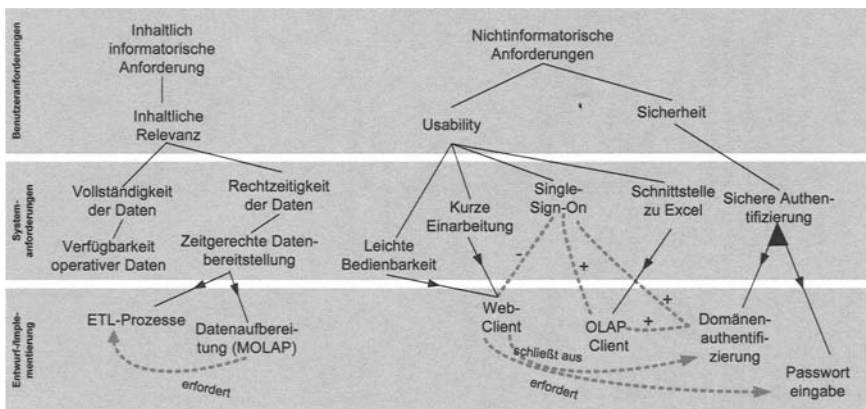 Benutzeranforderungen
Inhaltlich
informatorische
Anforderung
Inhaltliche
Relevanz
Nichtinformatorische
Anforderungen
Usability
Sicherheit
System-
anforderungen
Vollständigkeit
der Daten
Verfügbarkeit
operativer Daten
Rechtzeitigkeit
der Daten
Zeitgerechte Daten-
bereitstellung
Leichte
Bedienbarkeit
Kurze
Einarbeitung
Single-
Sign-On
Schnittstelle
zu Excel
Sichere Authen-
tifizierung
-
+
+
Entwurf-/Imple-
mentierung
ETL-Prozesse
Datenaufberei-
tung (MOLAP)
erfordert
Web-
Client
OLAP
Client
+
Domänen-
authentifi-
zierung
schließt aus
erfordert
Passwort
eingabe